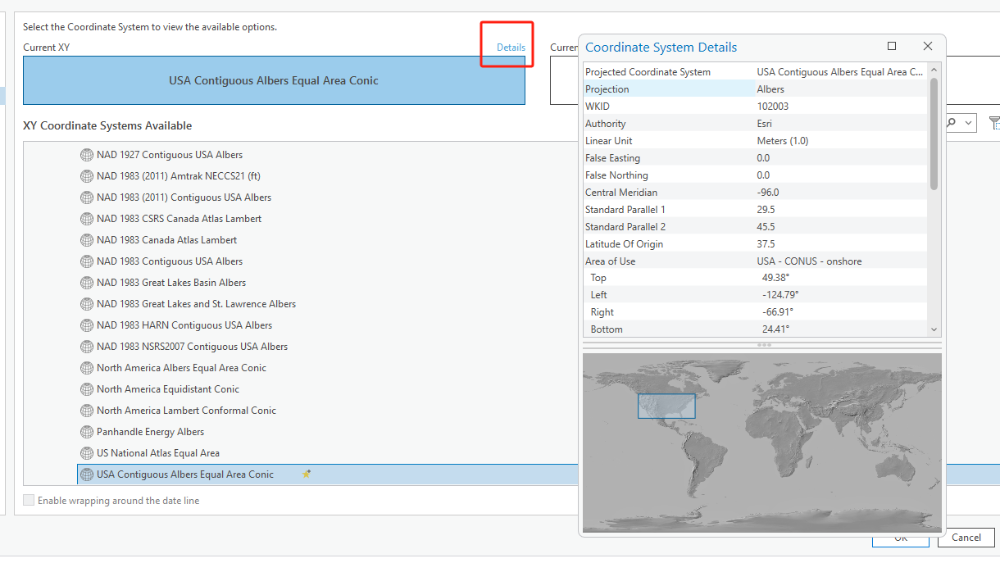 Select the Coordinate System to view the available options.
Current XY
Details
USA Contiguous Albers Equal Area Conic
XY Coordinate Systems Available
NAD 1927 Contiguous USA Albers
NAD 1983 (2011) Amtrak NECCS21 (ft)
NAD 1983 (2011) Contiguous USA Albers
NAD 1983 CSRS Canada Atlas Lambert
NAD 1983 Canada Atlas Lambert
NAD 1983 Contiguous USA Albers
NAD 1983 Great Lakes Basin Albers
NAD 1983 Great Lakes and St. Lawrence Albers
NAD 1983 HARN Contiguous USA Albers
NAD 1983 NSRS2007 Contiguous USA Albers
North America Albers Equal Area Conic
North America Equidistant Conic
North America Lambert Conformal Conic
Panhandle Energy Albers
US National Atlas Equal Area
USA Contiguous Albers Equal Area Conic
Enable wrapping around the date line
Coordinate System Details
Projected Coordinate System USA Contiguous Albers Equal Area C...
Projection Albers
WKID 102003
Authority Esri
Linear Unit Meters (1.0)
False Easting 0.0
False Northing 0.0
Central Meridian -96.0
Standard Parallel 1 29.5
Standard Parallel 2 45.5
Latitude Of Origin 37.5
Area of Use USA - CONUS - onshore
Top 49.38°
Left -124.79°
Right -66.91°
Bottom 24.41°
OK
Cancel